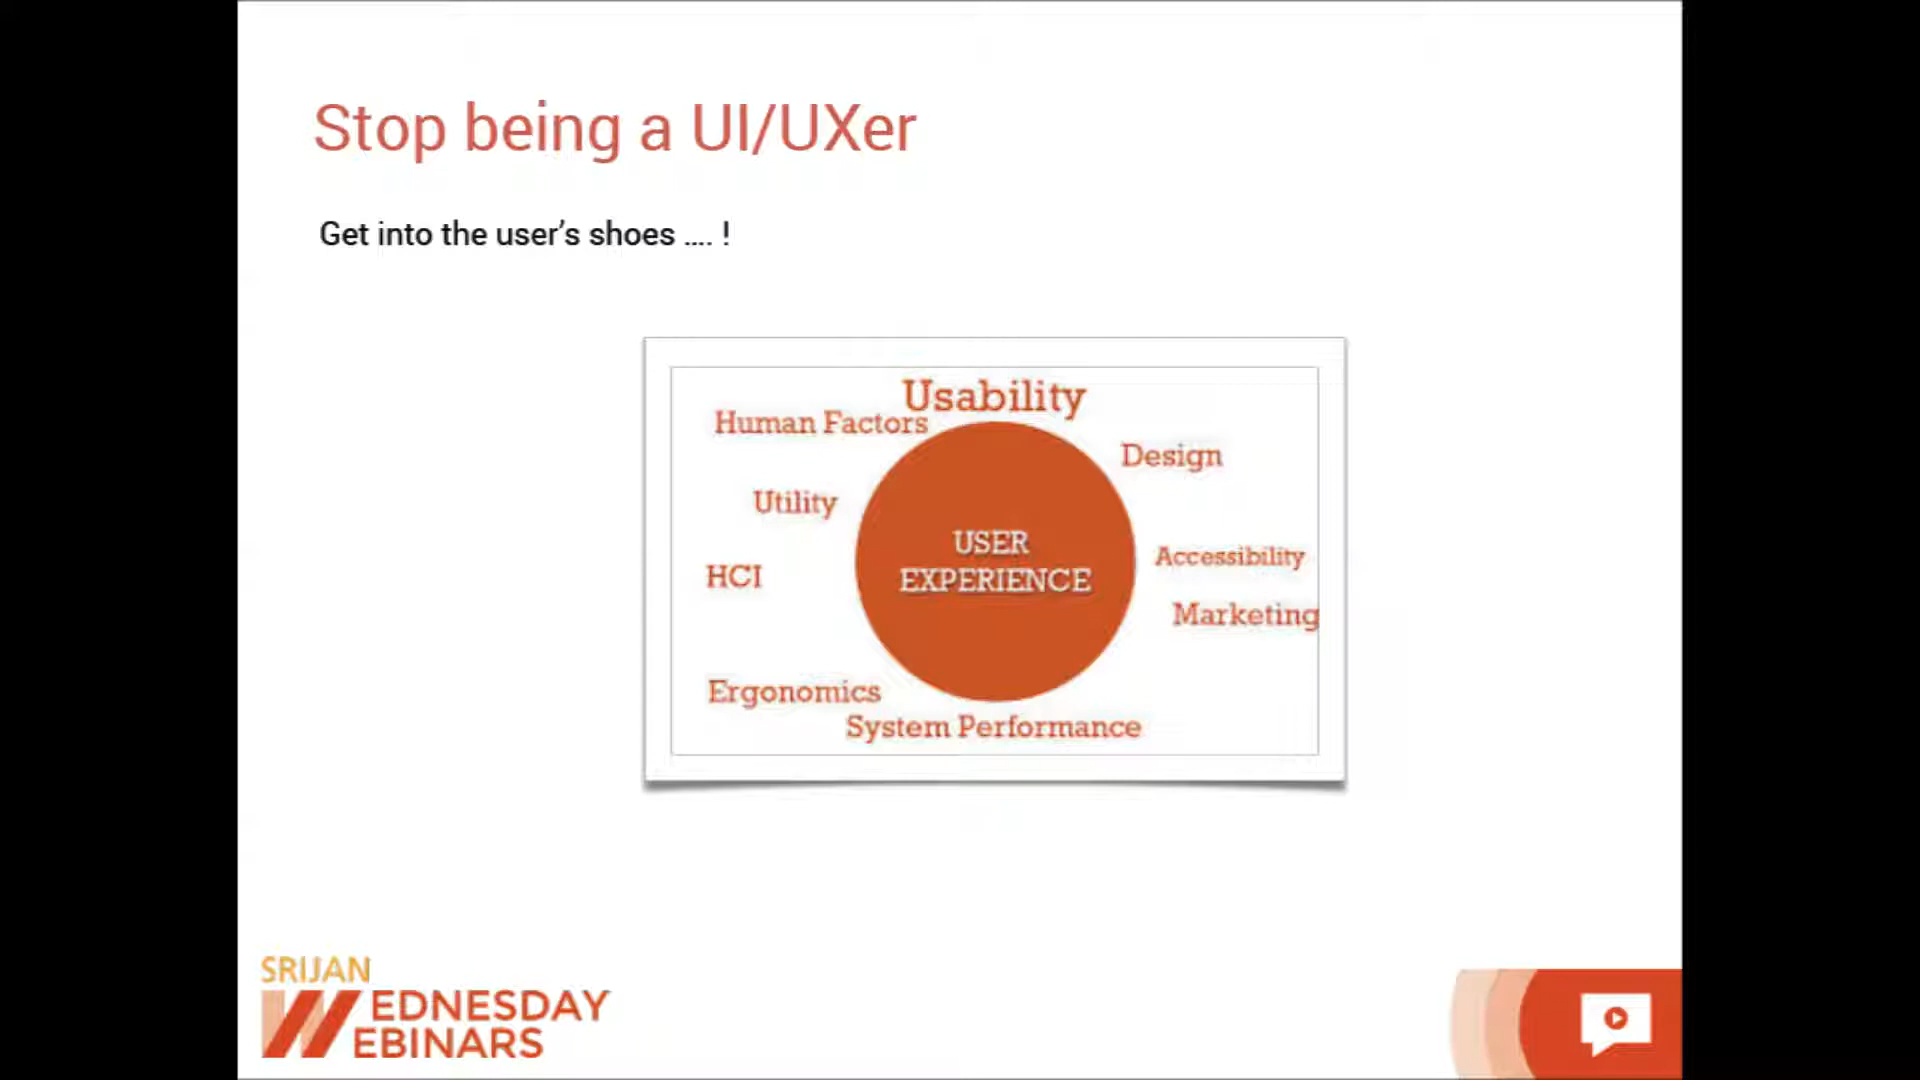 Stop being a UI/UXer
Get into the user's shoes .... !
Usability
Human Factors
Design
Utility
USER
EXPERIENCE
Accessibility
HCI
Marketing
Ergonomics
System Performance
SRIJAN
WEDNESDAY
WEBINARS